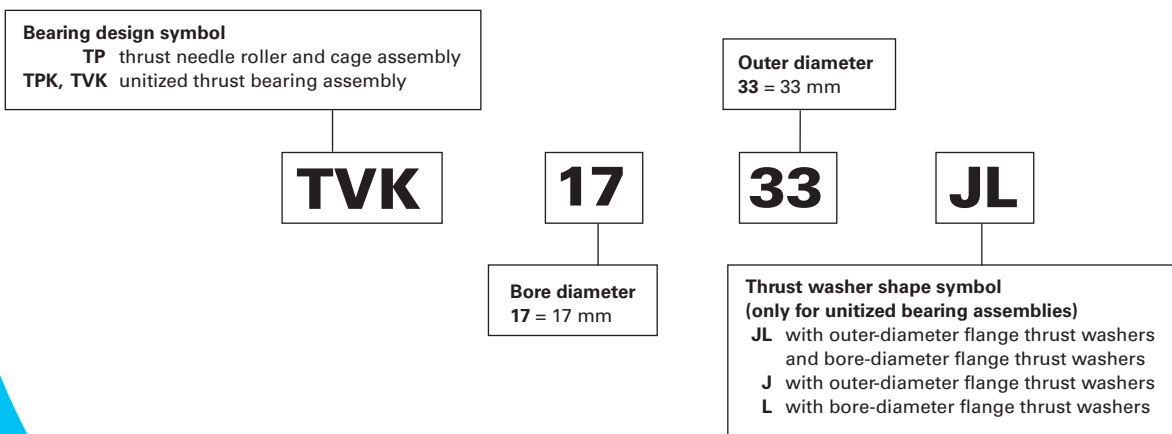 Bearing design symbol
TP thrust needle roller and cage assembly
TPK, TVK unitized thrust bearing assembly
Outer diameter
33 = 33 mm
TVK 17 33 JL
Bore diameter
17 = 17 mm
Thrust washer shape symbol
(only for unitized bearing assemblies)
JL with outer-diameter flange thrust washers
and bore-diameter flange thrust washers
J with outer-diameter flange thrust washers
L with bore-diameter flange thrust washers